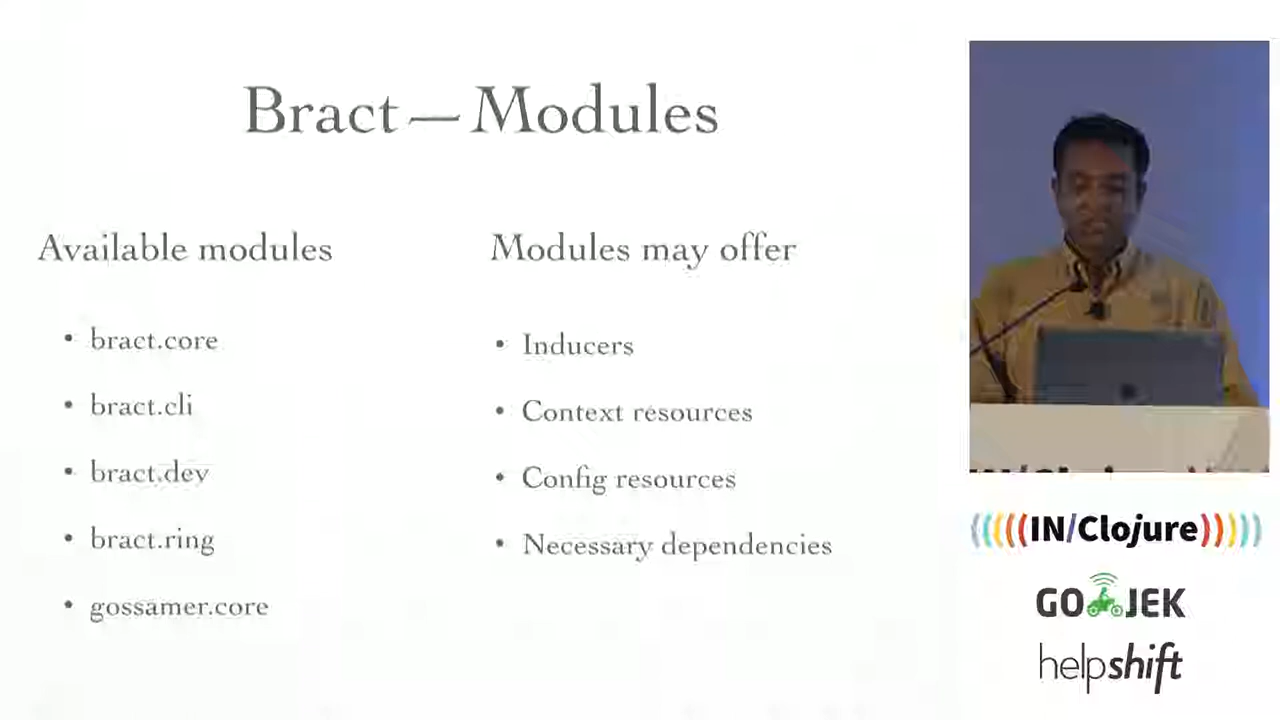 Bract — Modules
Available modules
• bract.core
• bract.cli
• bract.dev
• bract.ring
• gossamer.core
Modules may offer
• Inducers
• Context resources
• Config resources
• Necessary dependencies
(((((IN/Clojure)))))
GO JEK
helpshift